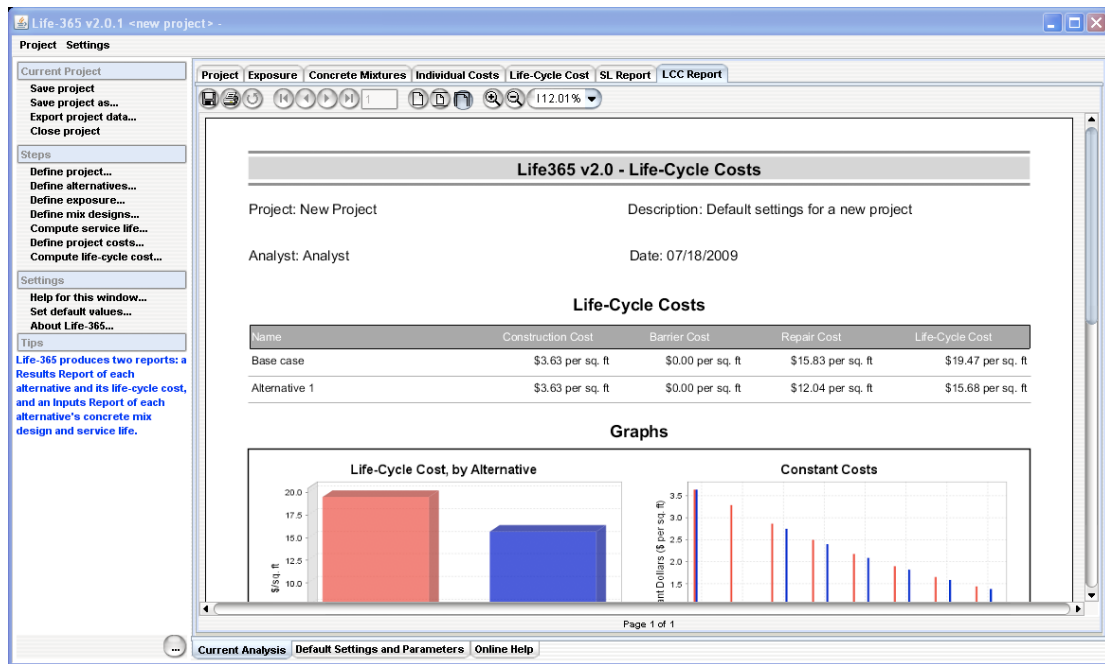 Life-365 v2.0.1 <new project> -
Project Settings
Current Project
Save project
Save project as...
Export project data...
Close project
Steps
Define project...
Define alternatives...
Define exposure...
Define mix designs...
Compute service life...
Define project costs...
Compute life-cycle cost...
Settings
Help for this window...
Set default values...
About Life-365...
Tips
Life-365 produces two reports: a
Results Report of each
alternative and its life-cycle cost,
and an Inputs Report of each
alternative's concrete mix
design and service life.
...
Project Exposure Concrete Mixtures Individual Costs Life-Cycle Cost SL Report LCC Report
1 112.01%
Life365 v2.0 - Life-Cycle Costs
Project: New Project Description: Default settings for a new project
Analyst: Analyst Date: 07/18/2009
Life-Cycle Costs
Name Construction Cost Barrier Cost Repair Cost Life-Cycle Cost
Base case $3.63 per sq. ft $0.00 per sq. ft $15.83 per sq. ft $19.47 per sq. ft
Alternative 1 $3.63 per sq. ft $0.00 per sq. ft $12.04 per sq. ft $15.68 per sq. ft
Graphs
Life-Cycle Cost, by Alternative
20.0
17.5
15.0
12.5
10.0
$/sq. ft
Constant Costs
3.5
3.0
2.5
2.0
1.5
Dollars ($ per sq. ft)
Page 1 of 1
Current Analysis Default Settings and Parameters Online Help